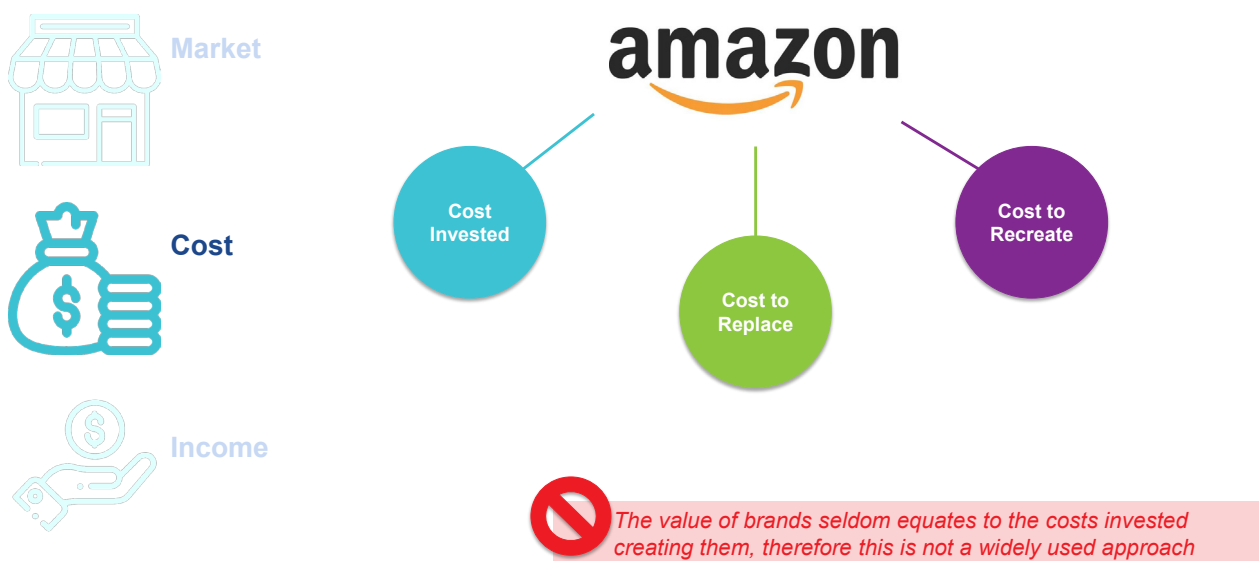 Market
amazon
Cost
Invested
Cost to
Recreate
Cost
Cost to
Replace
Income
The value of brands seldom equates to the costs invested
creating them, therefore this is not a widely used approach
$
$